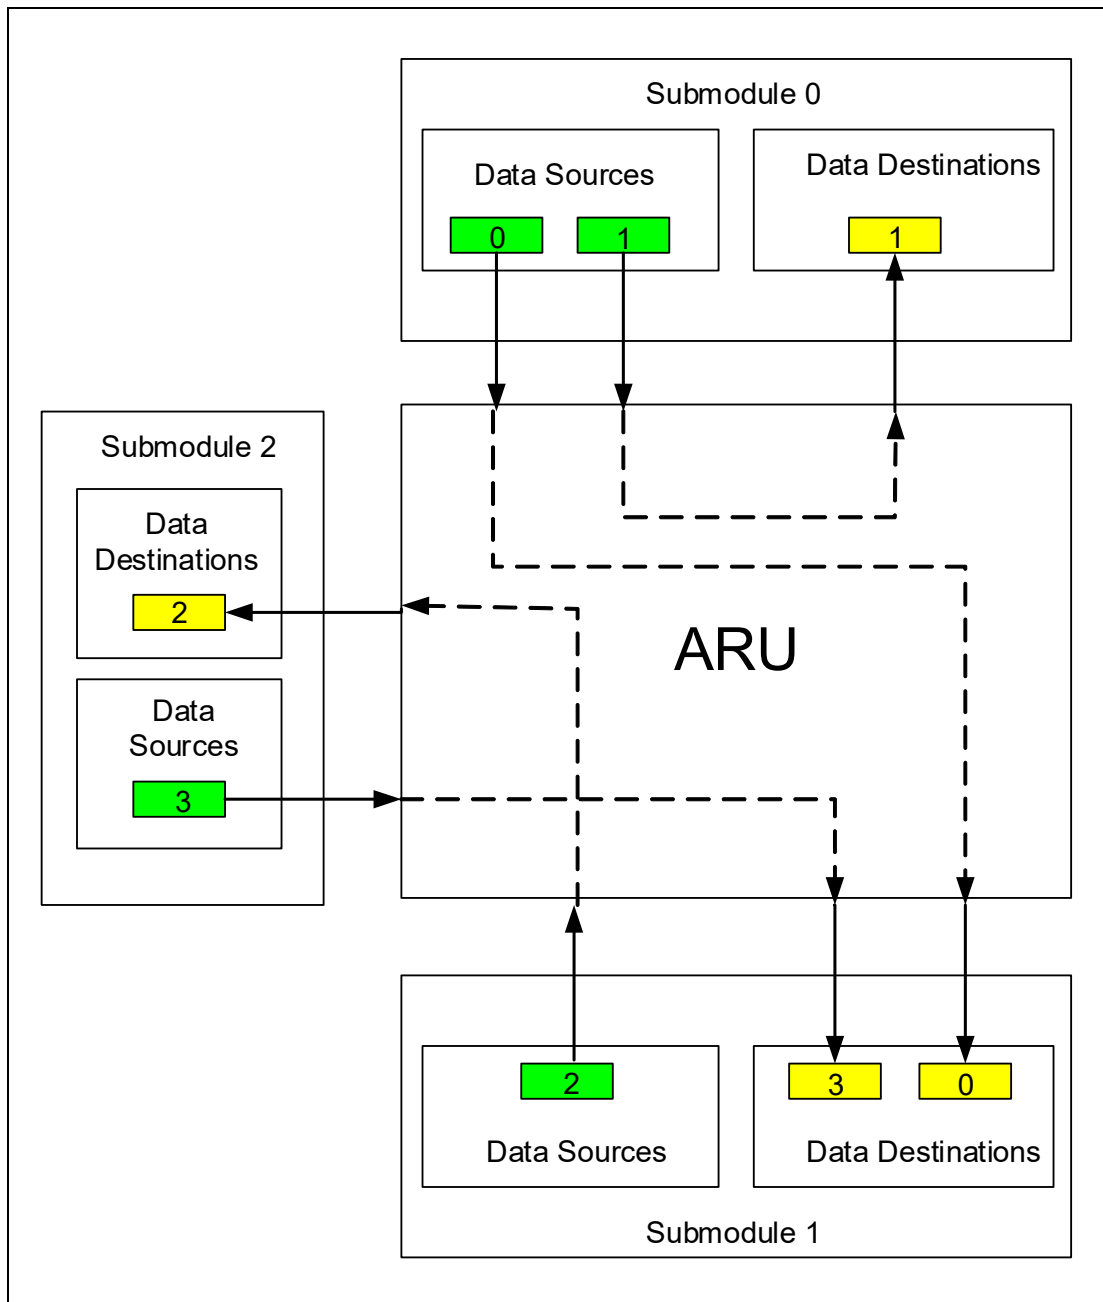 Submodule 0
Data Sources
Data Destinations
0
1
1
Submodule 2
Data
Destinations
2
Data
Sources
3
ARU
2
3
0
Data Sources
Data Destinations
Submodule 1